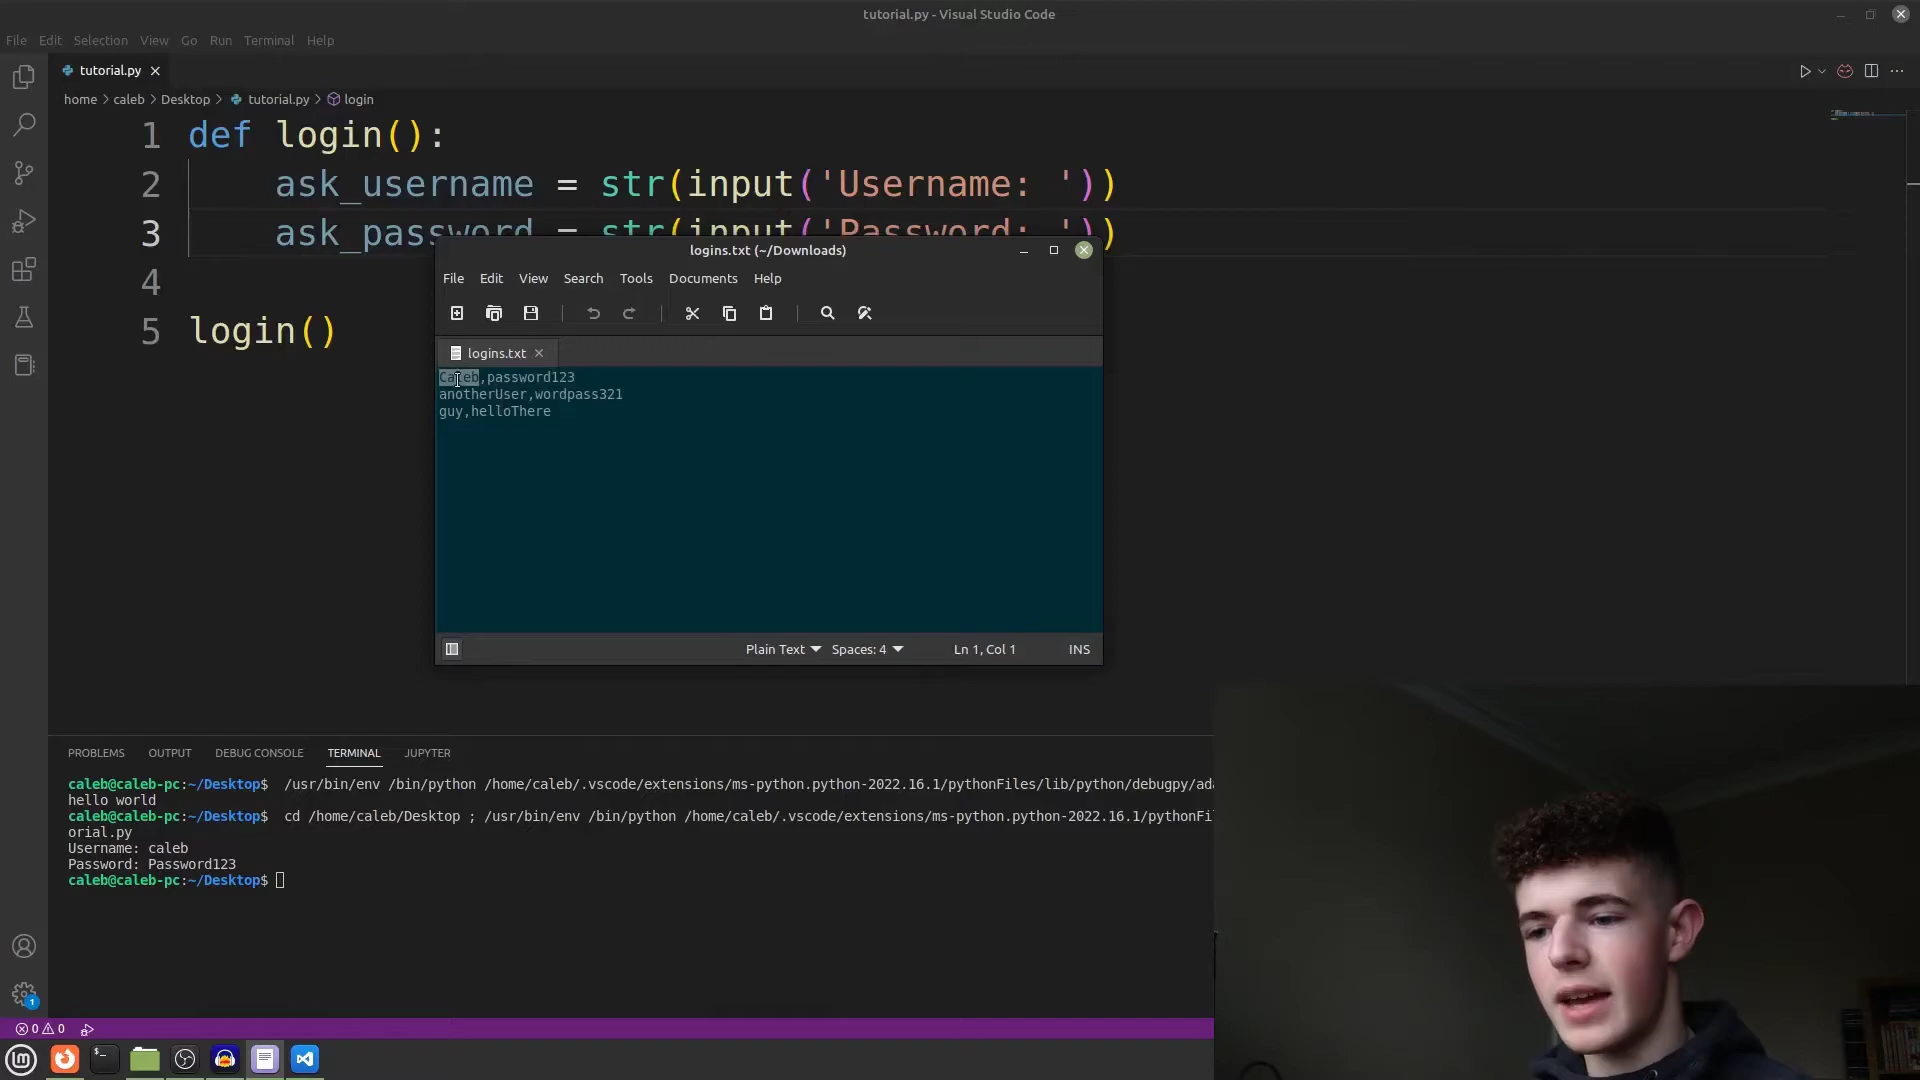 tutorial.py - Visual Studio Code
File Edit Selection View Go Run Terminal Help
tutorial.py
home > caleb > Desktop > tutorial.py > login
1 def login():
2 ask_username = str(input('Username: '))
3 ask_password = str(input('Password: '))
4
5 login()
logins.txt (~/Downloads)
File Edit View Search Tools Documents Help
logins.txt
Caleb,password123
anotherUser,wordpass321
guy,helloThere
Plain Text Spaces: 4 Ln 1, Col 1 INS
PROBLEMS OUTPUT DEBUG CONSOLE TERMINAL JUPYTER
caleb@caleb-pc:~/Desktop$ /usr/bin/env /bin/python /home/caleb/.vscode/extensions/ms-python.python-2022.16.1/pythonFiles/lib/python/debugpy/ada
hello world
caleb@caleb-pc:~/Desktop$ cd /home/caleb/Desktop ; /usr/bin/env /bin/python /home/caleb/.vscode/extensions/ms-python.python-2022.16.1/pythonFi
orial.py
Username: caleb
Password: Password123
caleb@caleb-pc:~/Desktop$
1
0 0